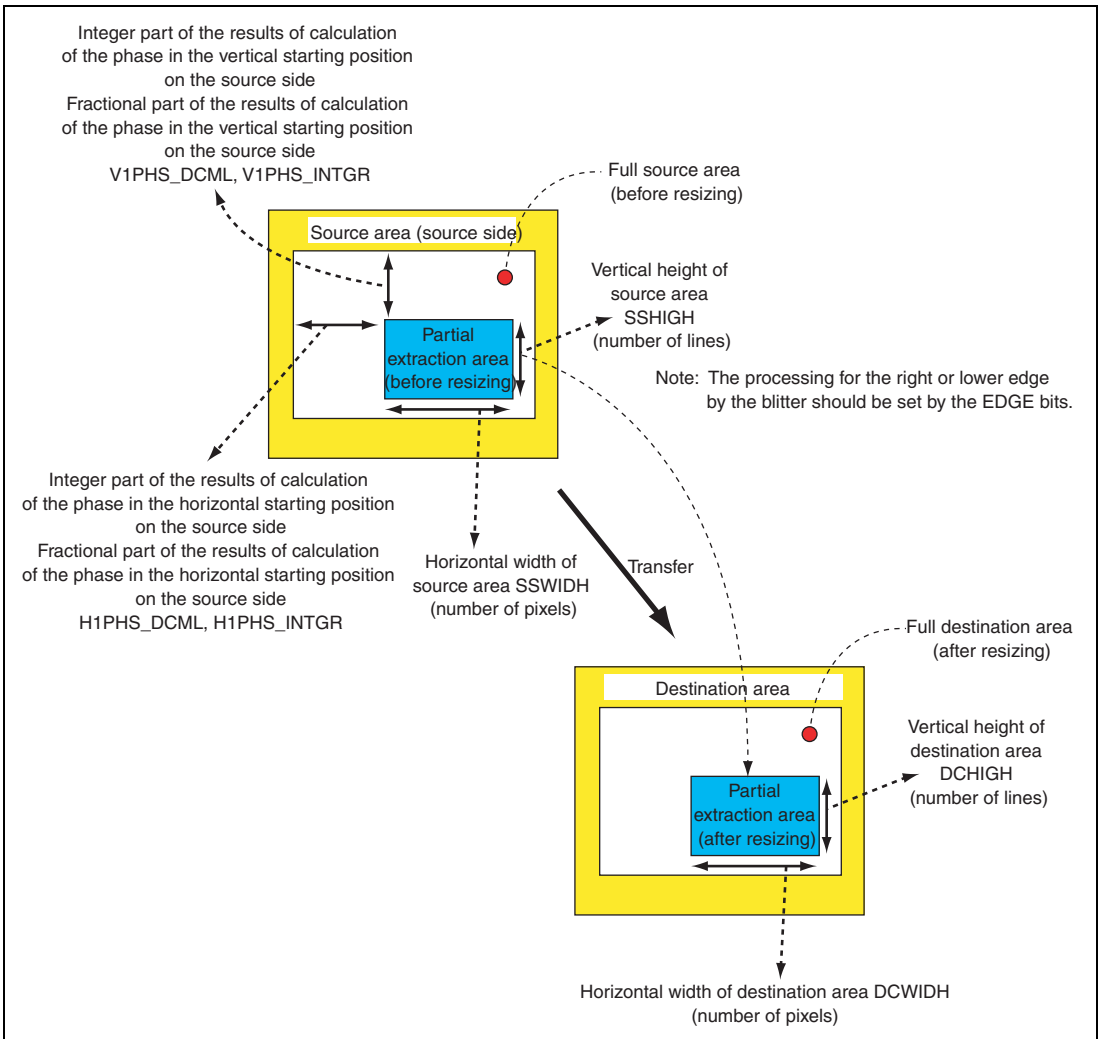 Integer part of the results of calculation
of the phase in the vertical starting position
on the source side
Fractional part of the results of calculation
of the phase in the vertical starting position
on the source side
V1PHS_DCML, V1PHS_INTGR
Full source area
(before resizing)
Source area (source side)
Vertical height of
source area
SSHIGH
(number of lines)
Partial
extraction area
(before resizing)
Note: The processing for the right or lower edge
by the blitter should be set by the EDGE bits.
Integer part of the results of calculation
of the phase in the horizontal starting position
on the source side
Fractional part of the results of calculation
of the phase in the horizontal starting position
on the source side
H1PHS_DCML, H1PHS_INTGR
Horizontal width of
source area SSWIDH
(number of pixels)
Transfer
Full destination area
(after resizing)
Destination area
Vertical height of
destination area
DCHIGH
(number of lines)
Partial
extraction area
(after resizing)
Horizontal width of destination area DCWIDH
(number of pixels)